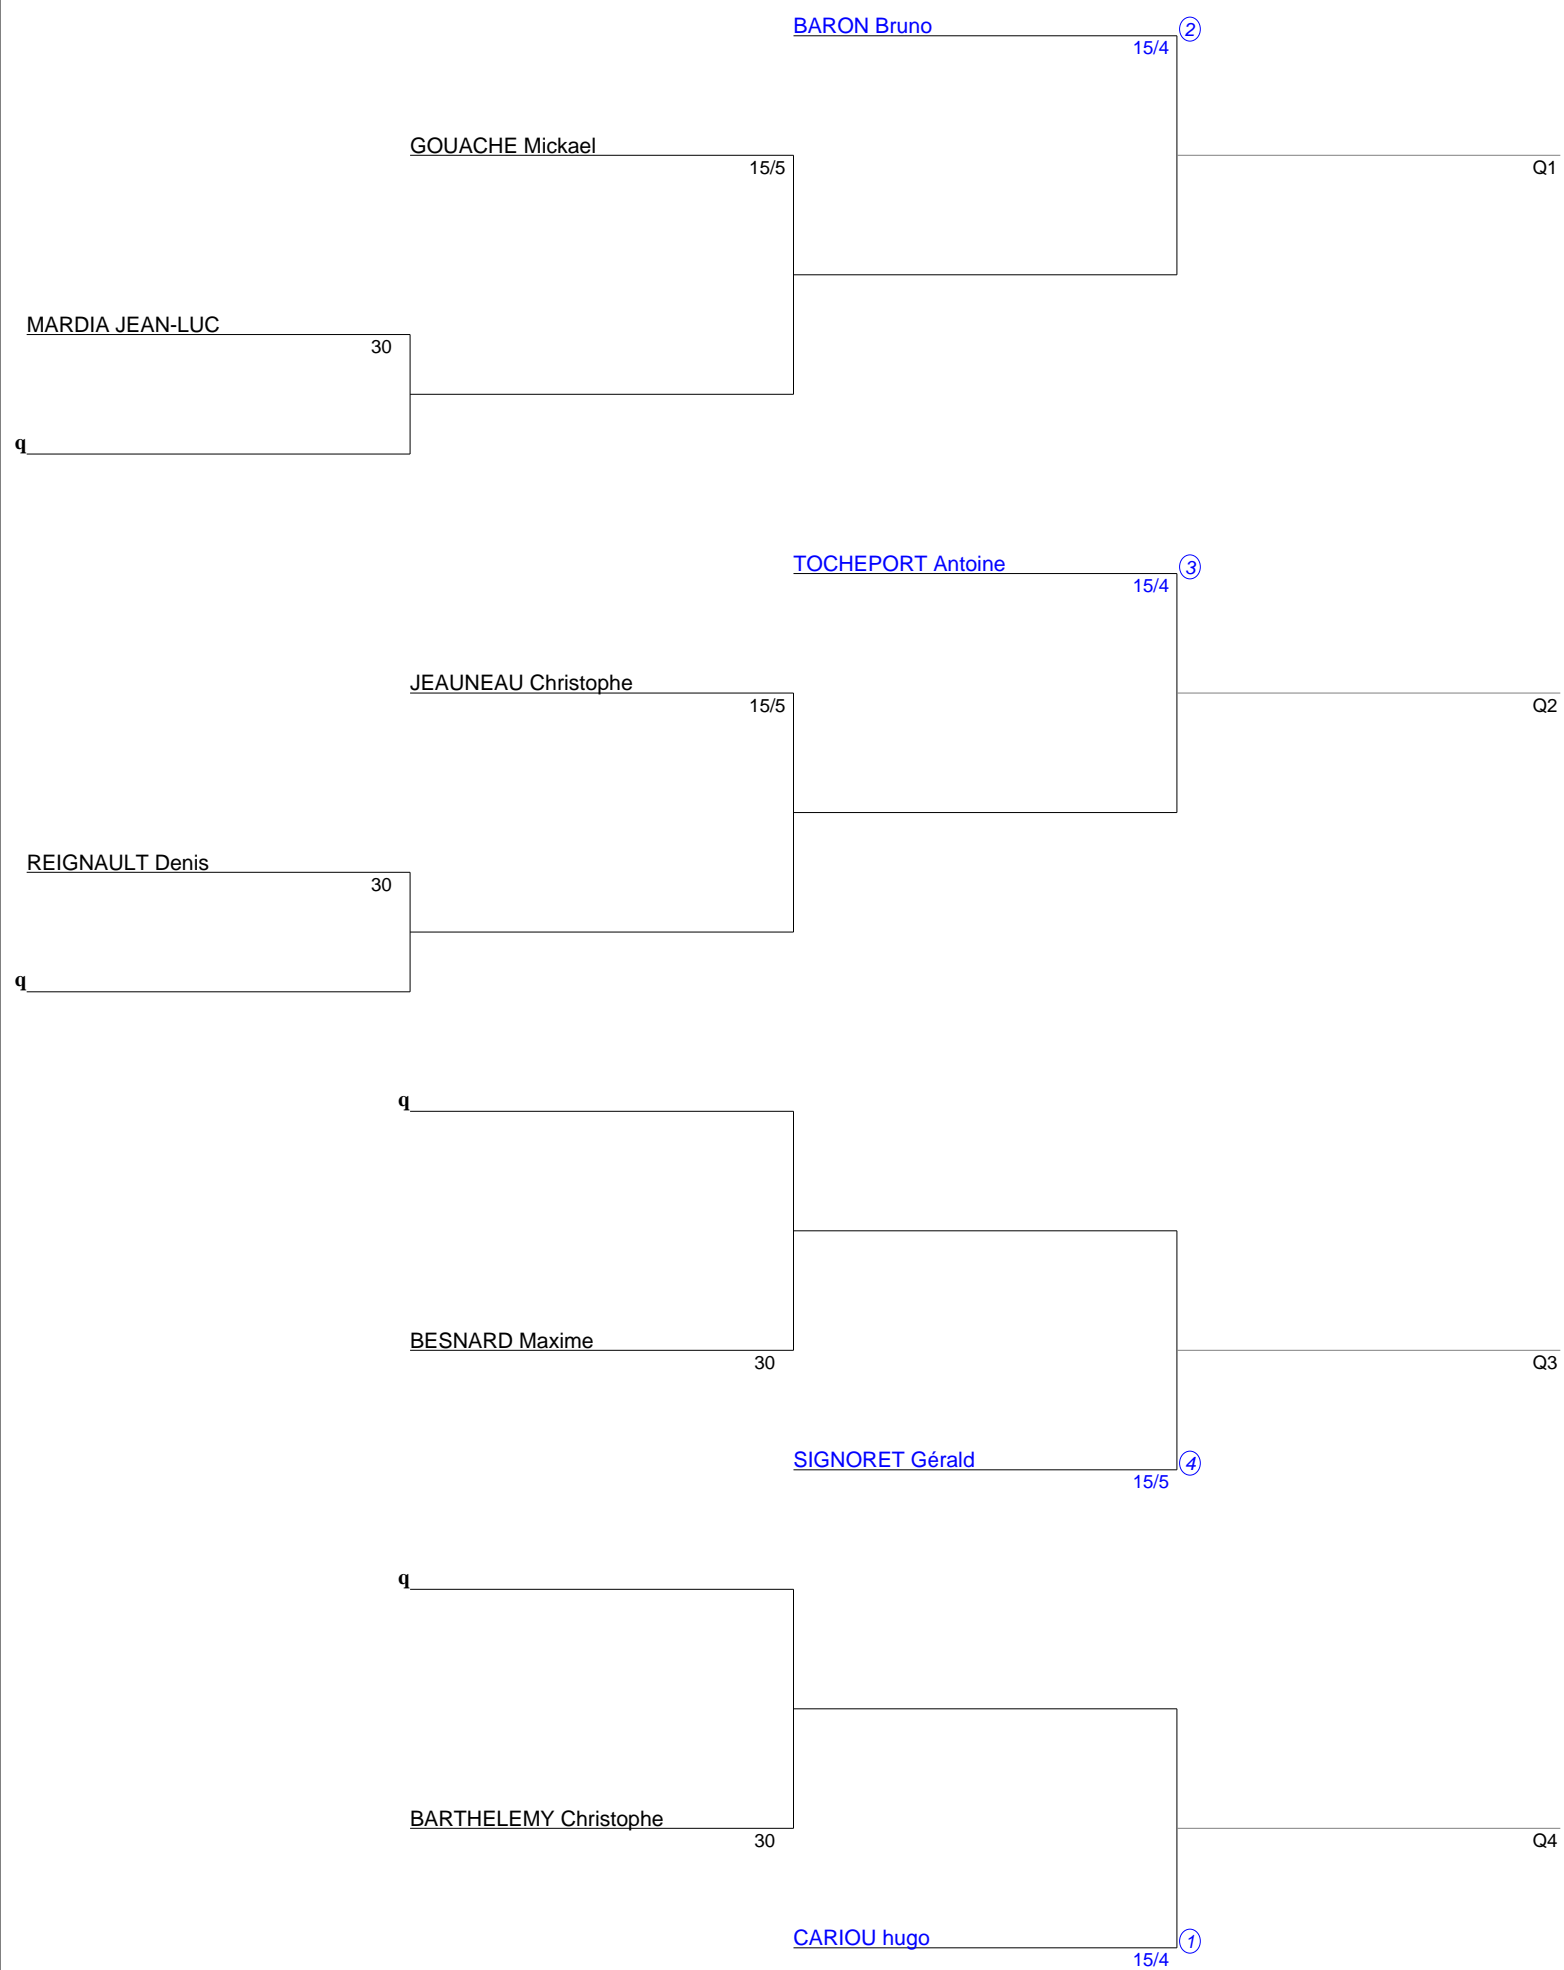 BARON Bruno 2
15/4
GOUACHE Mickael
15/5 Q1
MARDIA JEAN-LUC
30
q
TOCHEPORT Antoine 3
15/4
JEAUNEAU Christophe
15/5 Q2
REIGNAULT Denis
30
q
q
BESNARD Maxime
30 Q3
SIGNORET Gérald 4
15/5
q
BARTHELEMY Christophe
30 Q4
CARIOU hugo 1
15/4